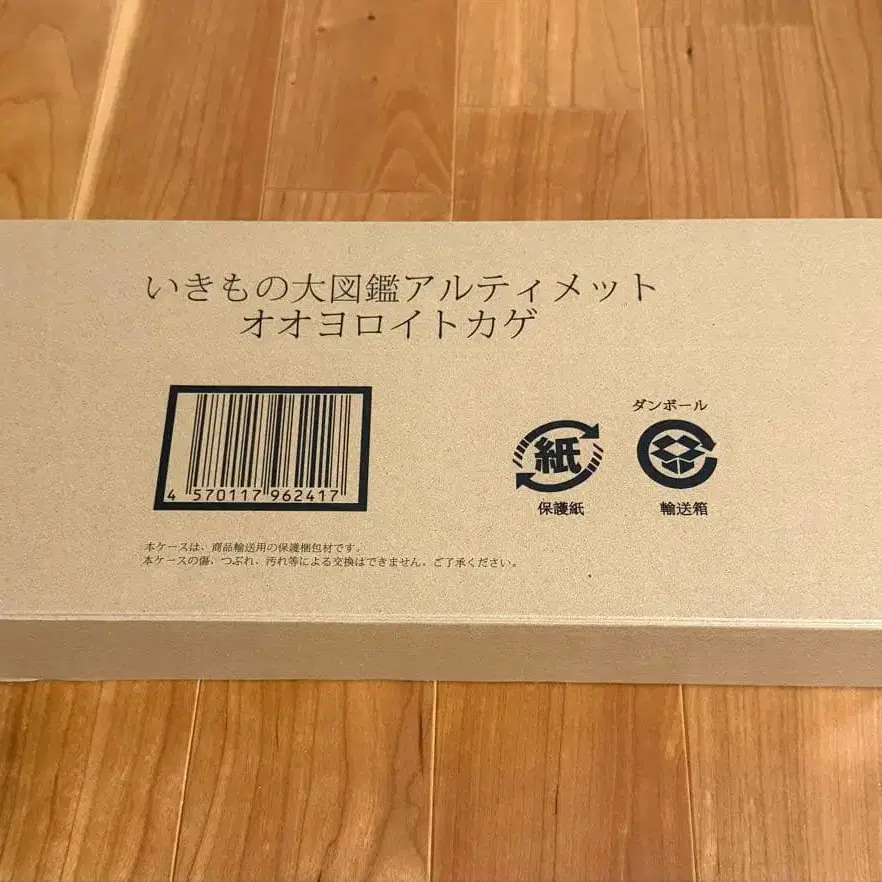 いきもの大図鑑アルティメット
オオヨロイトカゲ
4 570117 962417
紙
保護紙
ダンボール
輸送箱
本ケースは、商品輸送用の保護梱包材です。
本ケースの傷、つぶれ、汚れ等による交換はできません。ご了承ください。